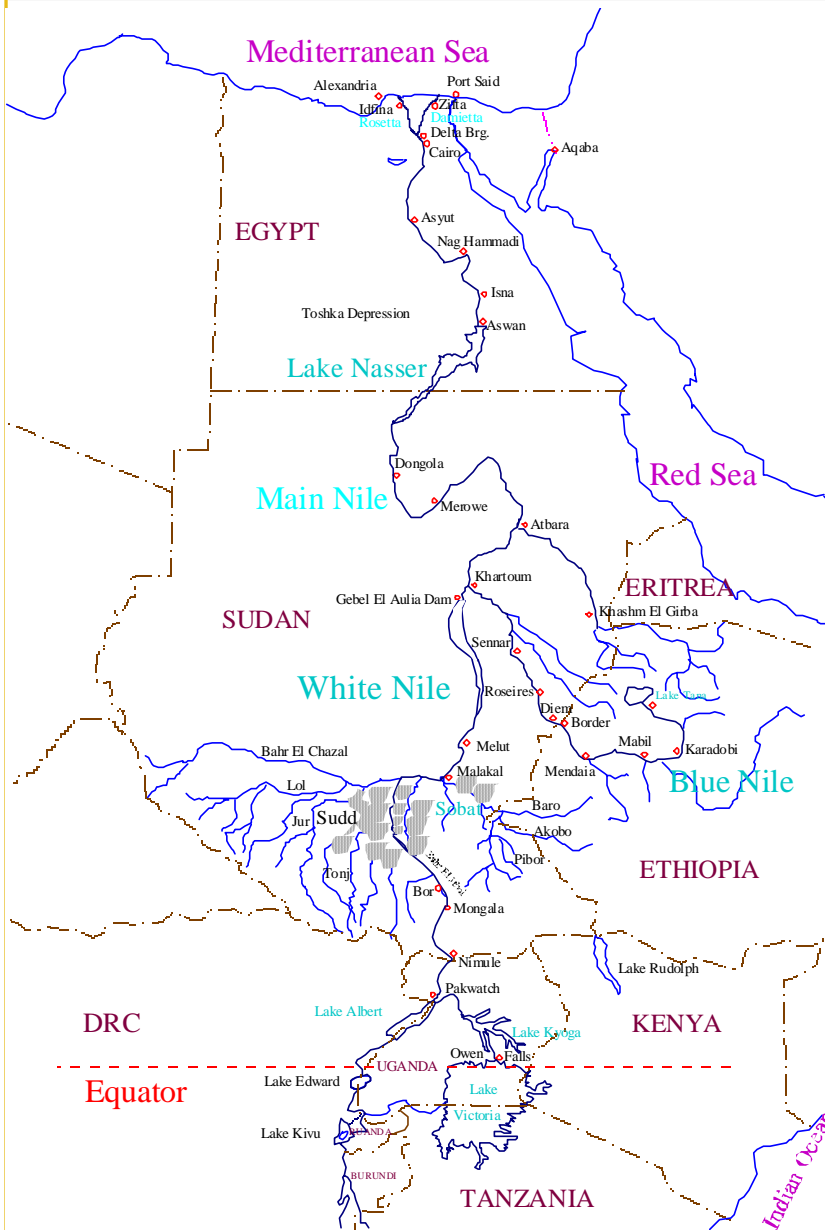 Mediterranean Sea
Alexandria
Port Said
Idfina
Zifta
Rosetta
Damietta
Delta Brg.
Cairo
Aqaba
Asyut
EGYPT
Nag Hammadi
Isna
Toshka Depression
Aswan
Lake Nasser
Dongola
Red Sea
Main Nile
Merowe
Atbara
Khartoum
ERITREA
Gebel El Aulia Dam
Khashm El Girba
SUDAN
Sennar
White Nile
Roseires
Lake Tana
Diem
Border
Melut
Bahr El Chazal
Mabil
Karadobi
Malakal
Mendaia
Blue Nile
Lol
Sobat
Baro
Jur
Sudd
Akobo
Pibor
Tonj
ETHIOPIA
Bor
Mongala
Nimule
Lake Rudolph
Pakwatch
Lake Albert
DRC
KENYA
Lake Kyoga
Owen
Falls
UGANDA
Equator
Lake Edward
Lake
Victoria
Lake Kivu
RUANDA
BURUNDI
TANZANIA
Indian Ocean